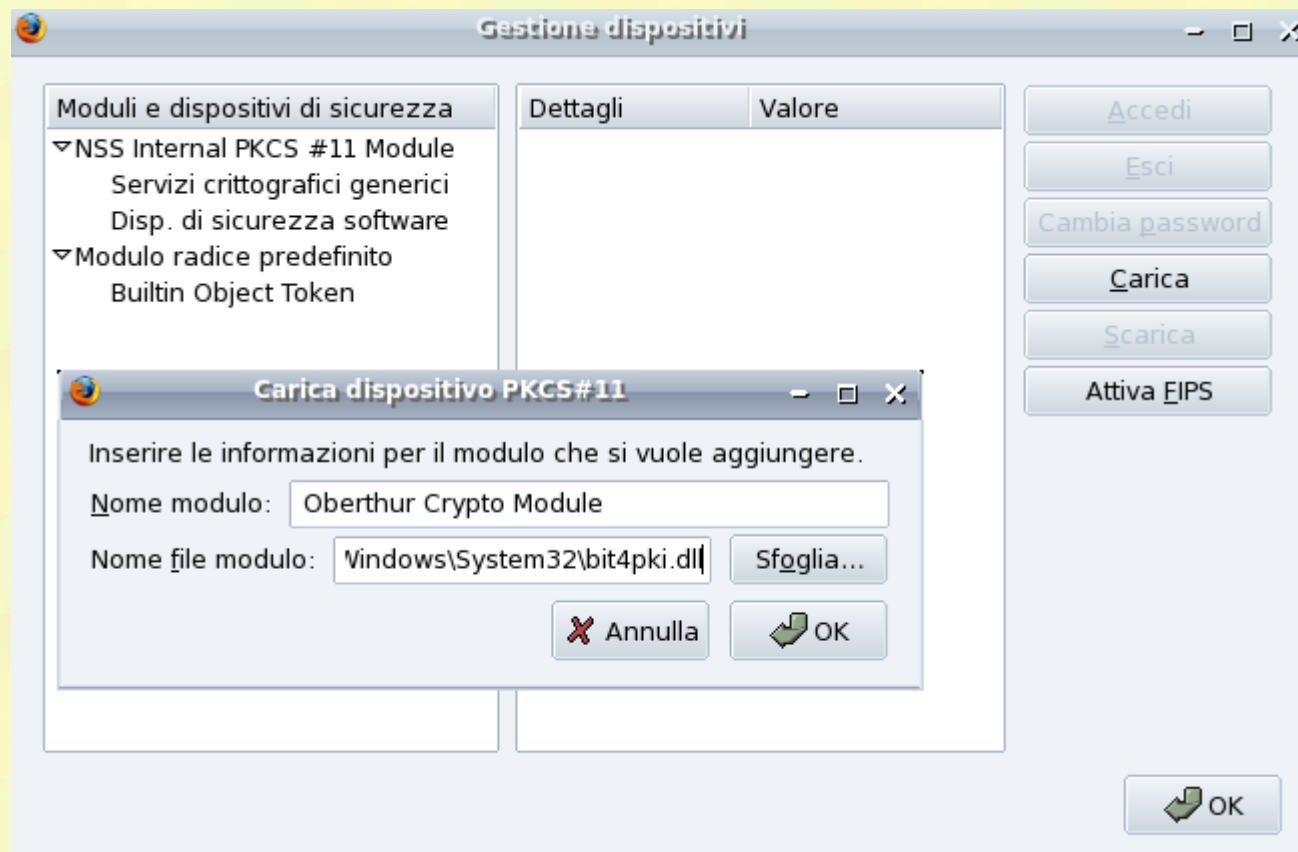 Gestione dispositivi
Moduli e dispositivi di sicurezza
Dettagli
Valore
NSS Internal PKCS #11 Module
Servizi crittografici generici
Disp. di sicurezza software
Modulo radice predefinito
Builtin Object Token
Accedi
Esci
Cambia password
Carica
Scarica
Attiva FIPS
Carica dispositivo PKCS#11
Inserire le informazioni per il modulo che si vuole aggiungere.
Nome modulo: Oberthur Crypto Module
Nome file modulo: Windows\System32\bit4pki.dll Sfoglia...
Annulla OK
OK